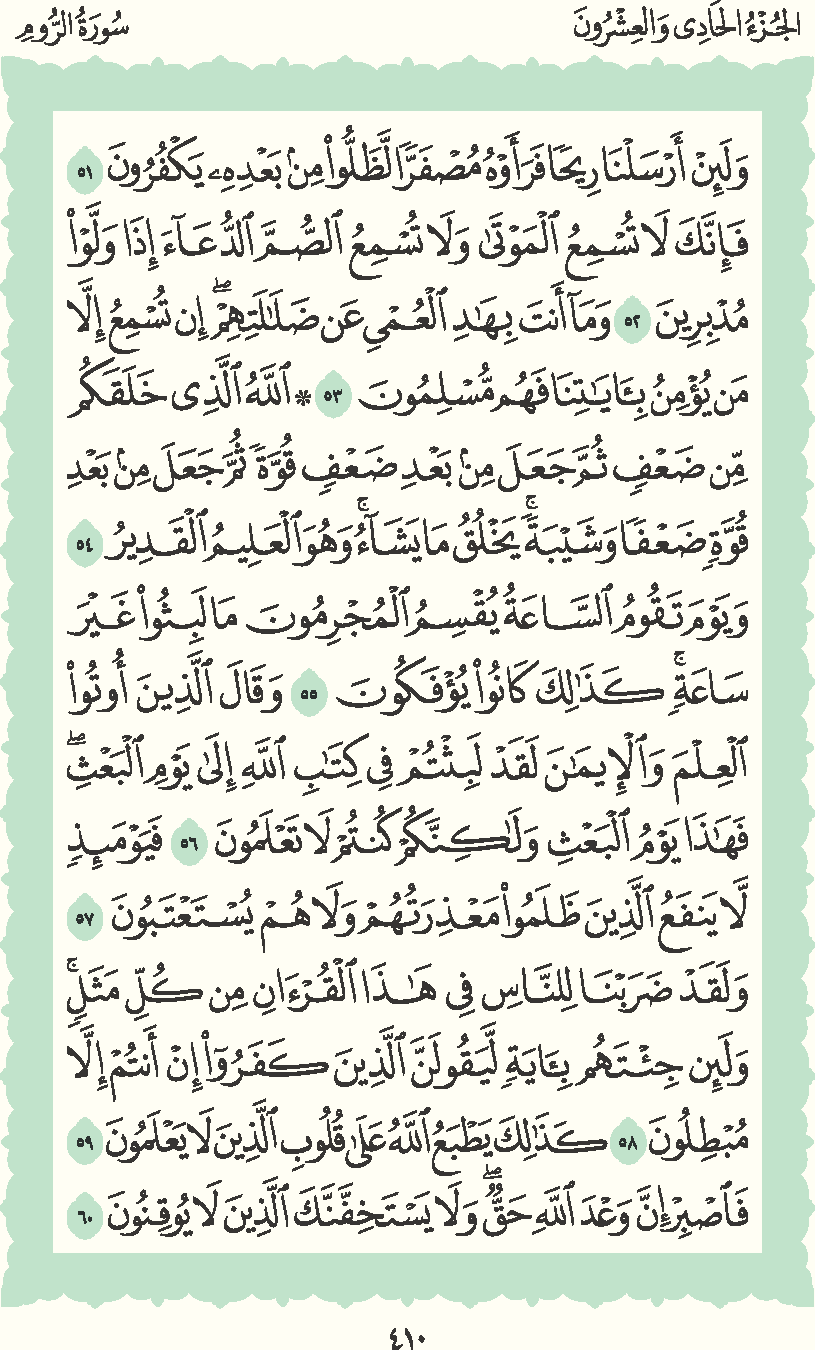 الجُزْءُ الحَادِى وَالعِشْرُونَ
سُورَةُ الرُّومِ
وَلَئِنْ أَرْسَلْنَا رِيحًا فَرَأَوْهُ مُصْفَرًّا لَّظَلُّوا۟ مِنۢ بَعْدِهِۦ يَكْفُرُونَ ٥١
فَإِنَّكَ لَا تُسْمِعُ ٱلْمَوْتَىٰ وَلَا تُسْمِعُ ٱلصُّمَّ ٱلدُّعَآءَ إِذَا وَلَّوْا۟
مُدْبِرِينَ ٥٢ وَمَآ أَنتَ بِهَـٰدِ ٱلْعُمْىِ عَن ضَلَـٰلَتِهِمْ ۖ إِن تُسْمِعُ إِلَّا
مَن يُؤْمِنُ بِـَٔايَـٰتِنَا فَهُم مُّسْلِمُونَ ٥٣ * ٱللَّهُ ٱلَّذِى خَلَقَكُم
مِّن ضَعْفٍ ثُمَّ جَعَلَ مِنۢ بَعْدِ ضَعْفٍ قُوَّةً ثُمَّ جَعَلَ مِنۢ بَعْدِ
قُوَّةٍ ضَعْفًا وَشَيْبَةً ۚ يَخْلُقُ مَا يَشَآءُ ۚ وَهُوَ ٱلْعَلِيمُ ٱلْقَدِيرُ ٥٤
وَيَوْمَ تَقُومُ ٱلسَّاعَةُ يُقْسِمُ ٱلْمُجْرِمُونَ مَا لَبِثُوا۟ غَيْرَ
سَاعَةٍ ۚ كَذَٰلِكَ كَانُوا۟ يُؤْفَكُونَ ٥٥ وَقَالَ ٱلَّذِينَ أُوتُوا۟
ٱلْعِلْمَ وَٱلْإِيمَـٰنَ لَقَدْ لَبِثْتُمْ فِى كِتَـٰبِ ٱللَّهِ إِلَىٰ يَوْمِ ٱلْبَعْثِ ۖ
فَهَـٰذَا يَوْمُ ٱلْبَعْثِ وَلَـٰكِنَّكُمْ كُنتُمْ لَا تَعْلَمُونَ ٥٦ فَيَوْمَئِذٍ
لَّا يَنفَعُ ٱلَّذِينَ ظَلَمُوا۟ مَعْذِرَتُهُمْ وَلَا هُمْ يُسْتَعْتَبُونَ ٥٧
وَلَقَدْ ضَرَبْنَا لِلنَّاسِ فِى هَـٰذَا ٱلْقُرْءَانِ مِن كُلِّ مَثَلٍ ۚ
وَلَئِن جِئْتَهُم بِـَٔايَةٍ لَّيَقُولَنَّ ٱلَّذِينَ كَفَرُوٓا۟ إِنْ أَنتُمْ إِلَّا
مُبْطِلُونَ ٥٨ كَذَٰلِكَ يَطْبَعُ ٱللَّهُ عَلَىٰ قُلُوبِ ٱلَّذِينَ لَا يَعْلَمُونَ ٥٩
فَٱصْبِرْ إِنَّ وَعْدَ ٱللَّهِ حَقٌّ ۖ وَلَا يَسْتَخِفَّنَّكَ ٱلَّذِينَ لَا يُوقِنُونَ ٦٠
٤١٠